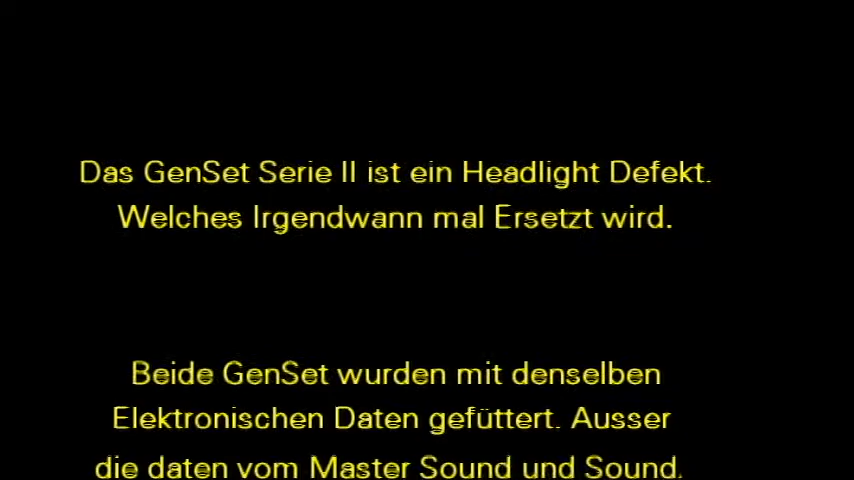 Das GenSet Serie II ist ein Headlight Defekt.
Welches Irgendwann mal Ersetzt wird.
Beide GenSet wurden mit denselben
Elektronischen Daten gefüttert. Ausser
die daten vom Master Sound und Sound.